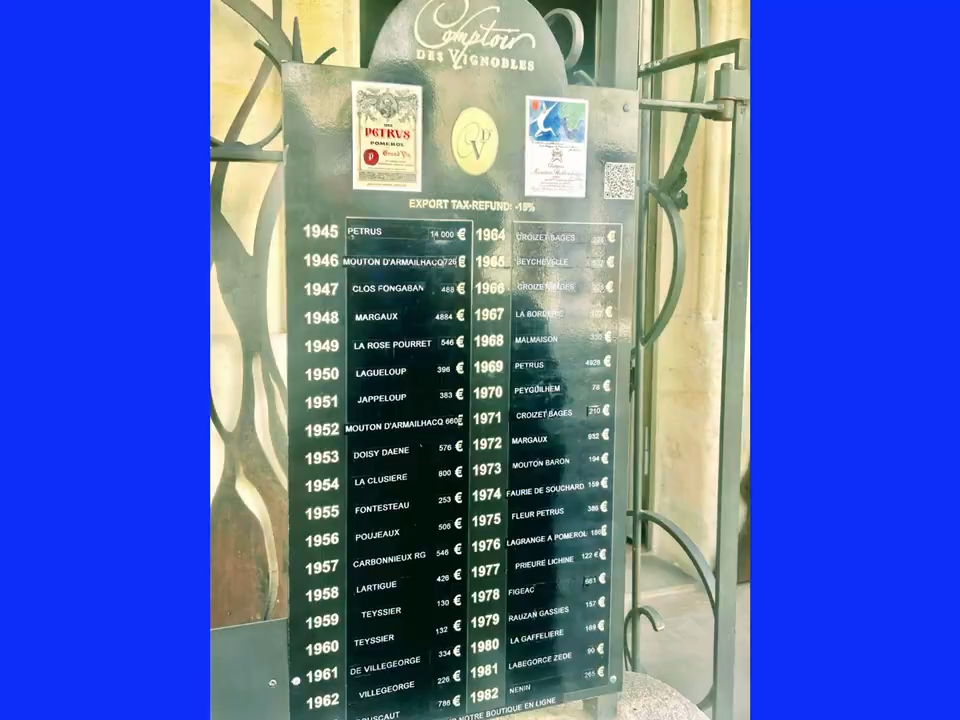 Comptoir
DES VIGNOBLES
PETRUS
POMEROL
Grand Vin
D
V
EXPORT TAX-REFUND: -15%
1945 PETRUS 14 000 €
1946 MOUTON D'ARMAILHACQ 726 €
1947 CLOS FONGABAN 488 €
1948 MARGAUX 4884 €
1949 LA ROSE POURRET 546 €
1950 LAGUELOUP 396 €
1951 JAPPELOUP 383 €
1952 MOUTON D'ARMAILHACQ 660€
1953 DOISY DAENE 576 €
1954 LA CLUSIERE 800 €
1955 FONTESTEAU 253 €
1956 POUJEAUX 506 €
1957 CARBONNIEUX RG 546 €
1958 LARTIGUE 426 €
1959 TEYSSIER 130 €
1960 TEYSSIER 132 €
1961 DE VILLEGEORGE 334 €
1962 VILLEGEORGE 226 €
786 €
1964 CROIZET BAGES €
1965 BEYCHEVELLE €
1966 CROIZET BAGES €
1967 LA BORDERIE €
1968 MALMAISON €
1969 PETRUS 4928 €
1970 PEYGUILHEM 78 €
1971 CROIZET BAGES 210 €
1972 MARGAUX 932 €
1973 MOUTON BARON 194 €
1974 FAURIE DE SOUCHARD 159 €
1975 FLEUR PETRUS 386 €
1976 LAGRANGE A POMEROL 186€
1977 PRIEURE LICHINE 122 €€
1978 FIGEAC 661 €
1979 RAUZAN GASSIES 157 €
1980 LA GAFFELIERE 169 €
1981 LABEGORCE ZEDE 90 €
1982 NENIN 265 €
NOTRE BOUTIQUE EN LIGNE